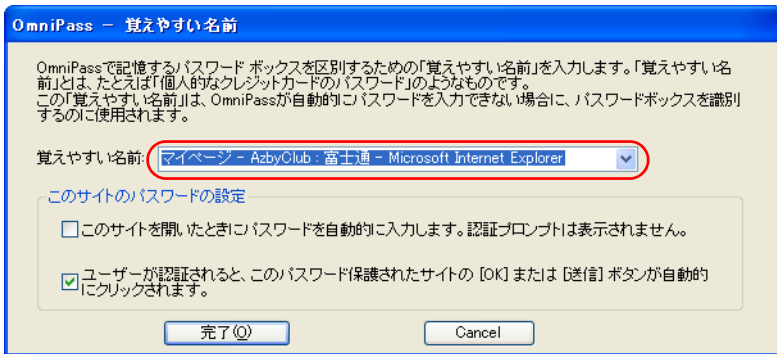 OmniPass － 覚えやすい名前
OmniPassで記憶するパスワード ボックスを区別するための「覚えやすい名前」を入力します。「覚えやすい名
前」とは、たとえば「個人的なクレジットカードのパスワード」のようなものです。
この「覚えやすい名前」は、OmniPassが自動的にパスワードを入力できない場合に、パスワードボックスを識別
するのに使用されます。
覚えやすい名前: マイページ - AzbyClub : 富士通 - Microsoft Internet Explorer
このサイトのパスワードの設定
このサイトを開いたときにパスワードを自動的に入力します。認証プロンプトは表示されません。
ユーザーが認証されると、このパスワード保護されたサイトの [OK] または [送信] ボタンが自動的
にクリックされます。
完了(O) Cancel